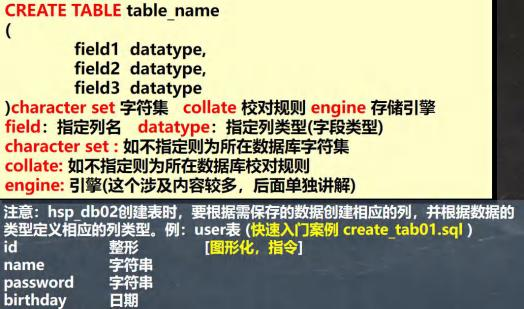 CREATE TABLE table_name
(
field1 datatype,
field2 datatype,
field3 datatype
)character set 字符集 collate 校对规则 engine 存储引擎
field：指定列名 datatype：指定列类型(字段类型)
character set : 如不指定则为所在数据库字符集
collate: 如不指定则为所在数据库校对规则
engine: 引擎(这个涉及内容较多，后面单独讲解)
注意：hsp_db02创建表时，要根据需保存的数据创建相应的列，并根据数据的
类型定义相应的列类型。例：user表 (快速入门案例 create_tab01.sql )
id 整形 [图形化，指令]
name 字符串
password 字符串
birthday 日期